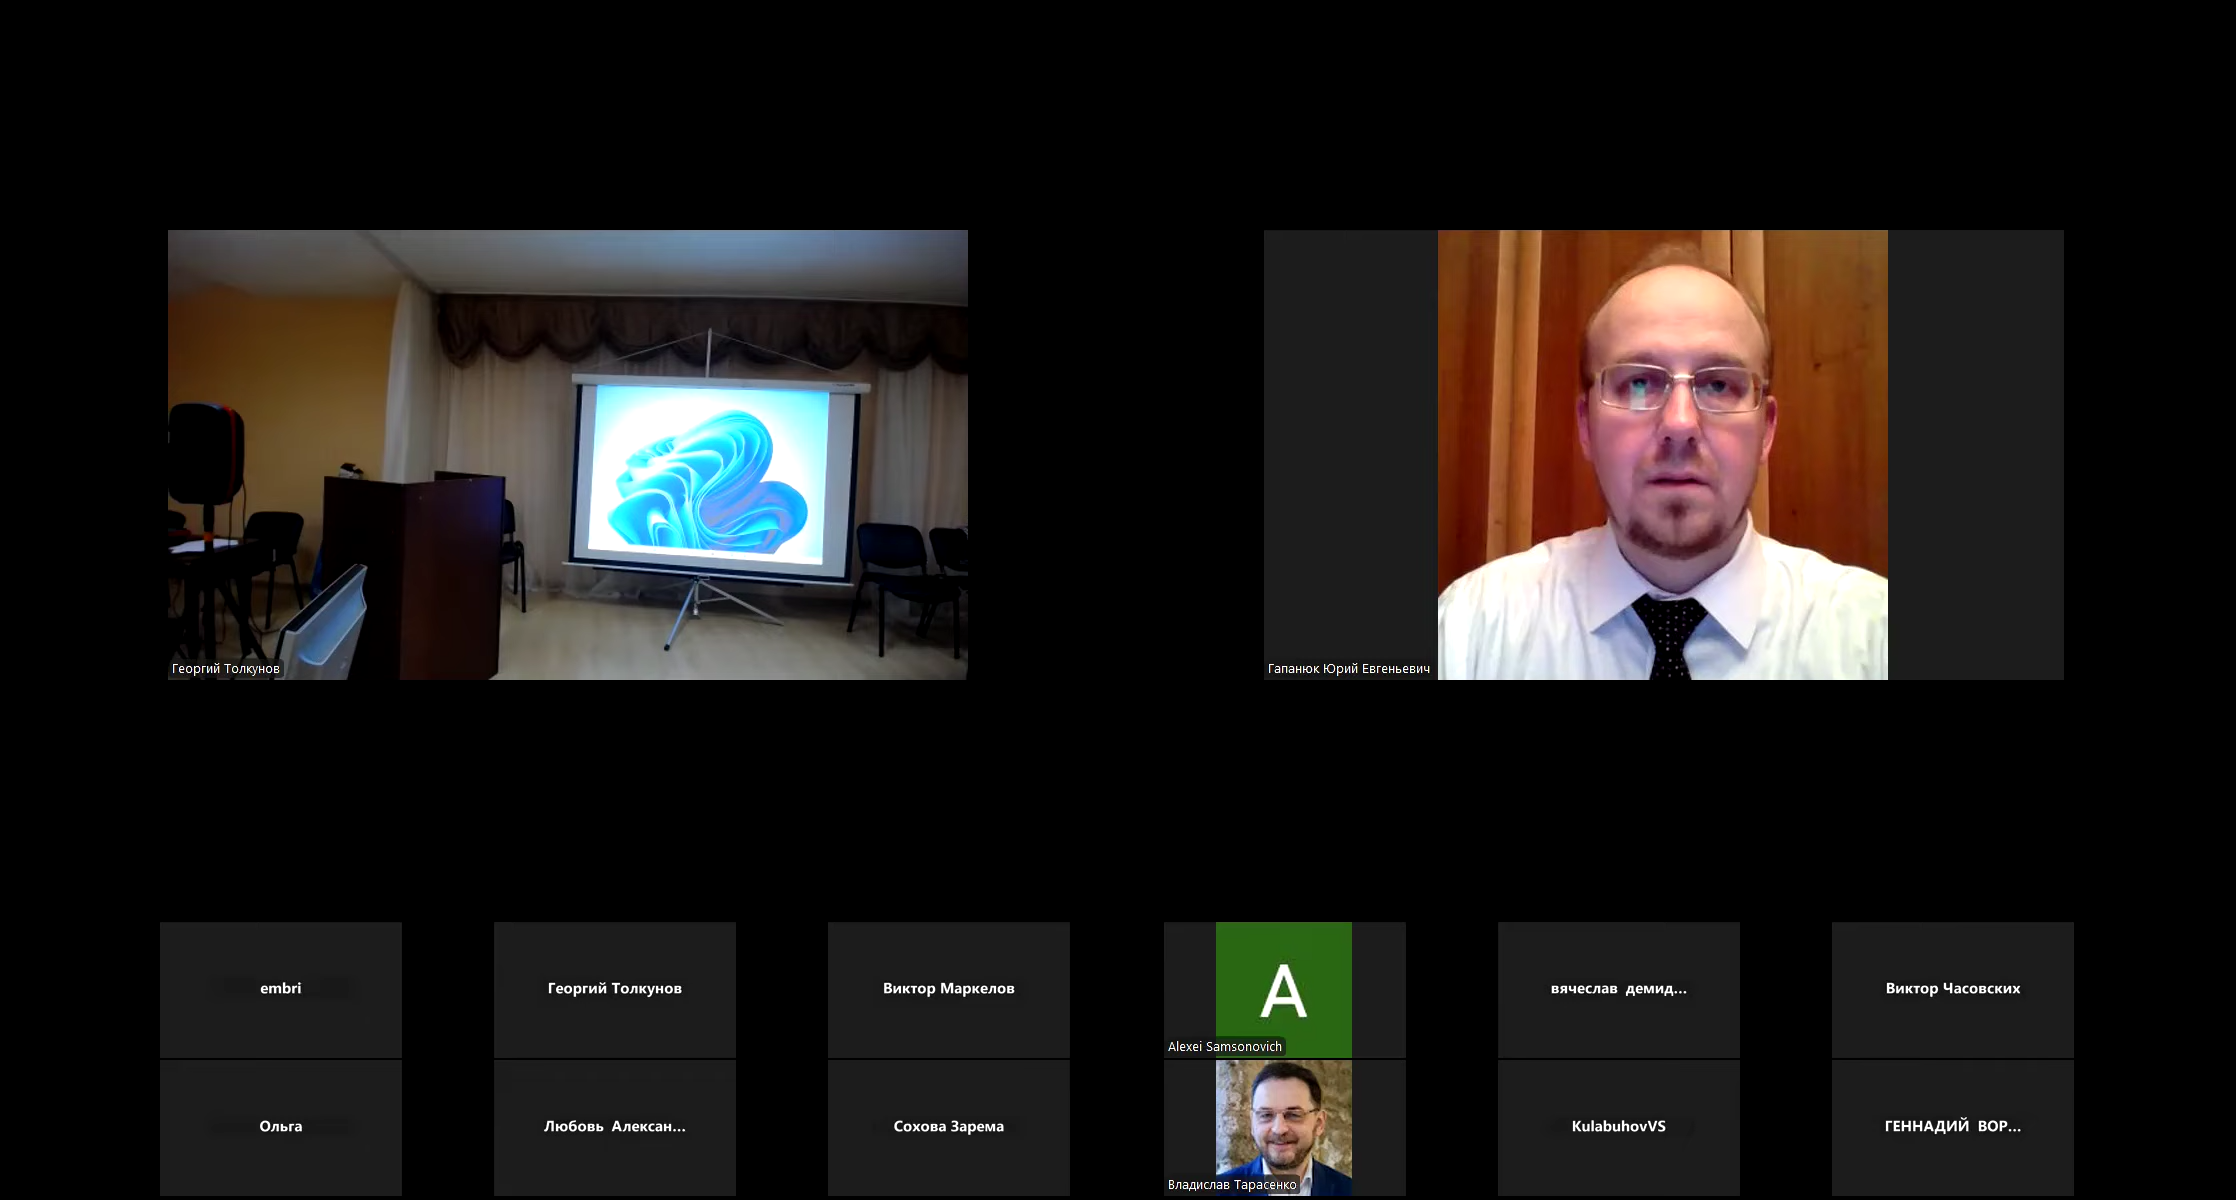 Георгий Толкунов
Гапанюк Юрий Евгеньевич
embri
Георгий Толкунов
Виктор Маркелов
A
Alexei Samsonovich
вячеслав демид...
Виктор Часовских
Ольга
Любовь Алексан...
Сохова Зарема
Владислав Тарасенко
KulabuhovVS
ГЕННАДИЙ ВОР...